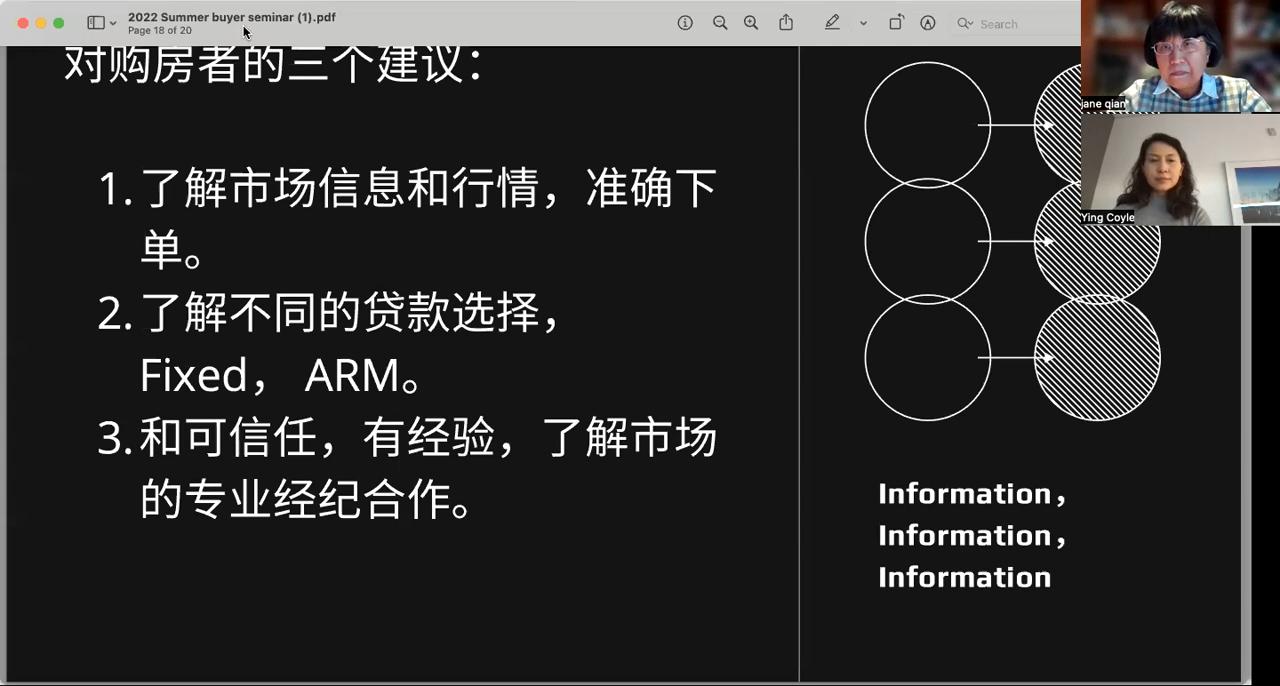 2022 Summer buyer seminar (1).pdf
Page 18 of 20
Search
对购房者的三个建议：
1. 了解市场信息和行情，准确下
单。
2. 了解不同的贷款选择，
Fixed， ARM。
3. 和可信任，有经验，了解市场
的专业经纪合作。
Information，
Information，
Information
jane qian
Ying Coyle